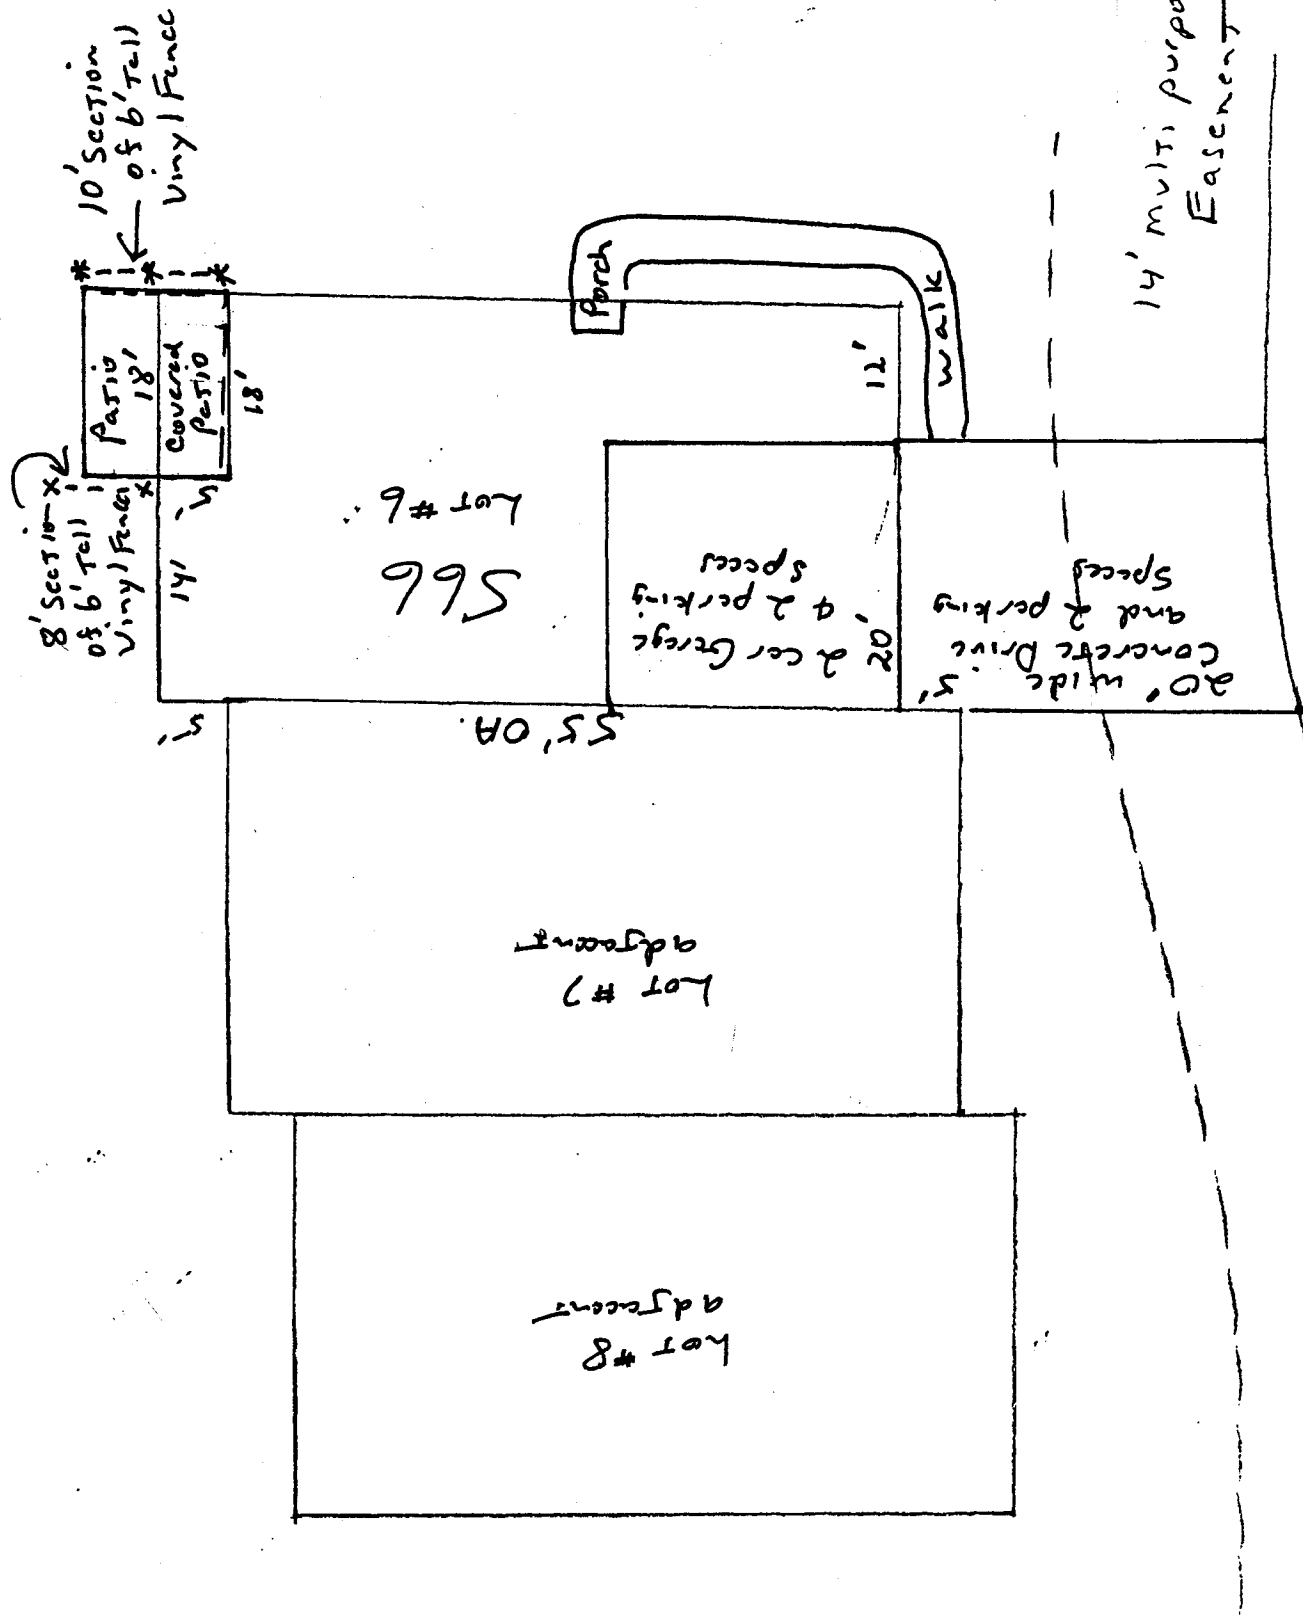 10' Section
of 6' Tall
Vinyl Fence
8' Section
of 6' Tall
Vinyl Fence
Patio
18'
Covered
Patio
18'
5'
14'
5'
Porch
walk
12'
Lot #6
566
2 car Garage
& 2 parking
Spaces
20'
20' wide
Concrete Drive
and 2 parking
Spaces
5'
55' OA.
14' multi purpo
Easement
Lot #7
adjacent
Lot #8
adjacent